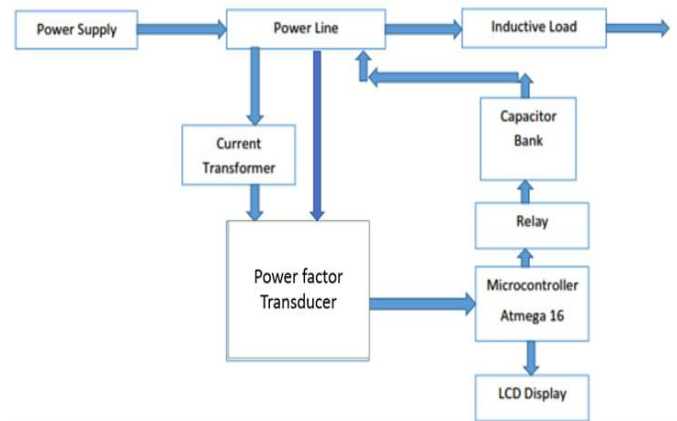 Power Supply
Power Line
Inductive Load
Current
Transformer
Capacitor
Bank
Relay
Power factor
Transducer
Microcontroller
Atmega 16
LCD Display